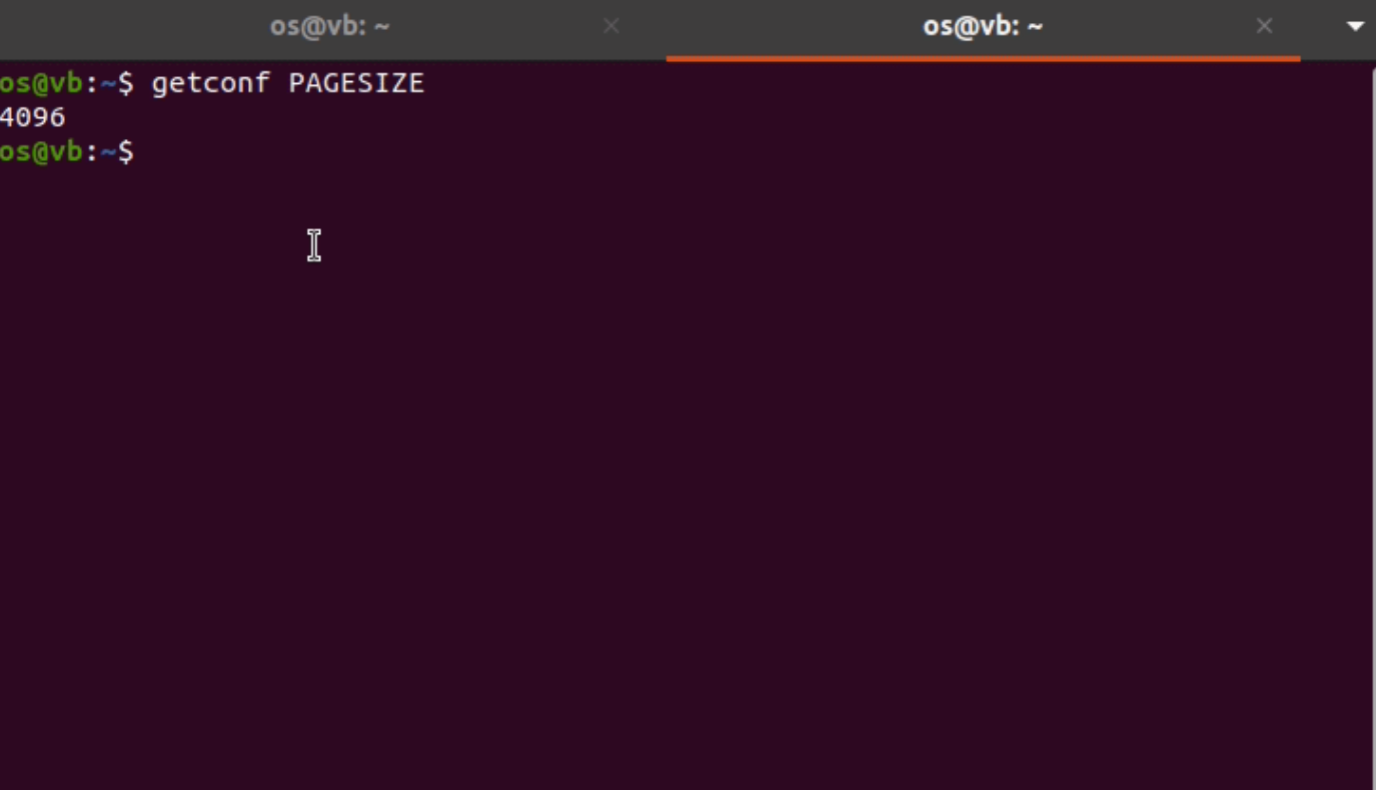 os@vb: ~
os@vb: ~
os@vb:~$ getconf PAGESIZE
4096
os@vb:~$